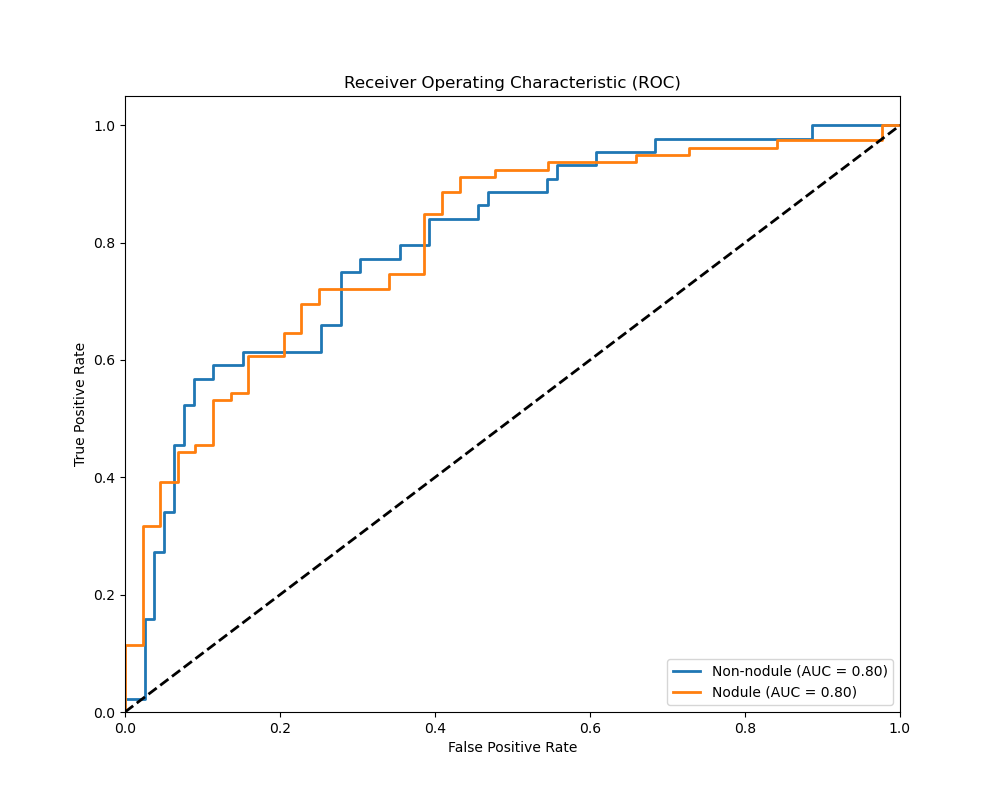 Receiver Operating Characteristic (ROC)
True Positive Rate
1.0
0.8
0.6
0.4
0.2
0.0
0.0 0.2 0.4 0.6 0.8 1.0
False Positive Rate
Non-nodule (AUC = 0.80)
Nodule (AUC = 0.80)